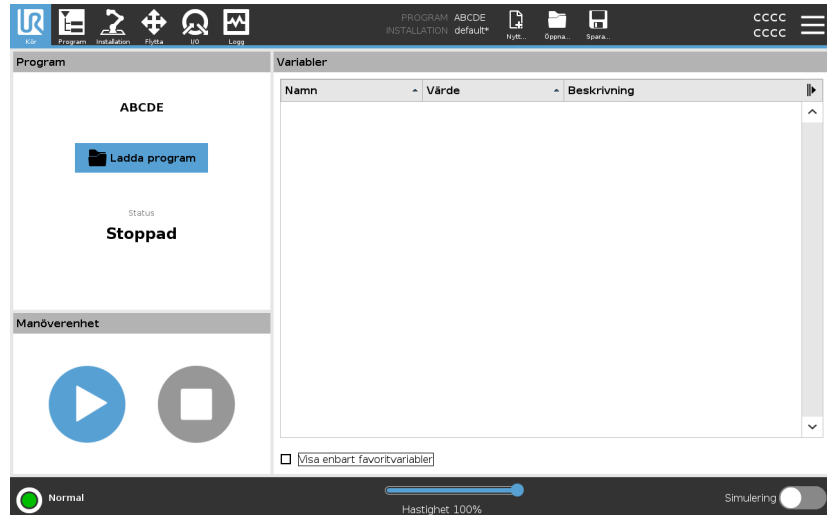 UR
PROGRAM ABCDE
INSTALLATION default*
CCCC
CCCC
Kör Program Installation Flytta I/O Logg Nytt... Öppna... Spara...
Program
Variabler
ABCDE
Ladda program
Status
Stoppad
Namn Värde Beskrivning
Manöverenhet
Visa enbart favoritvariabler
Normal
Hastighet 100%
Simulering